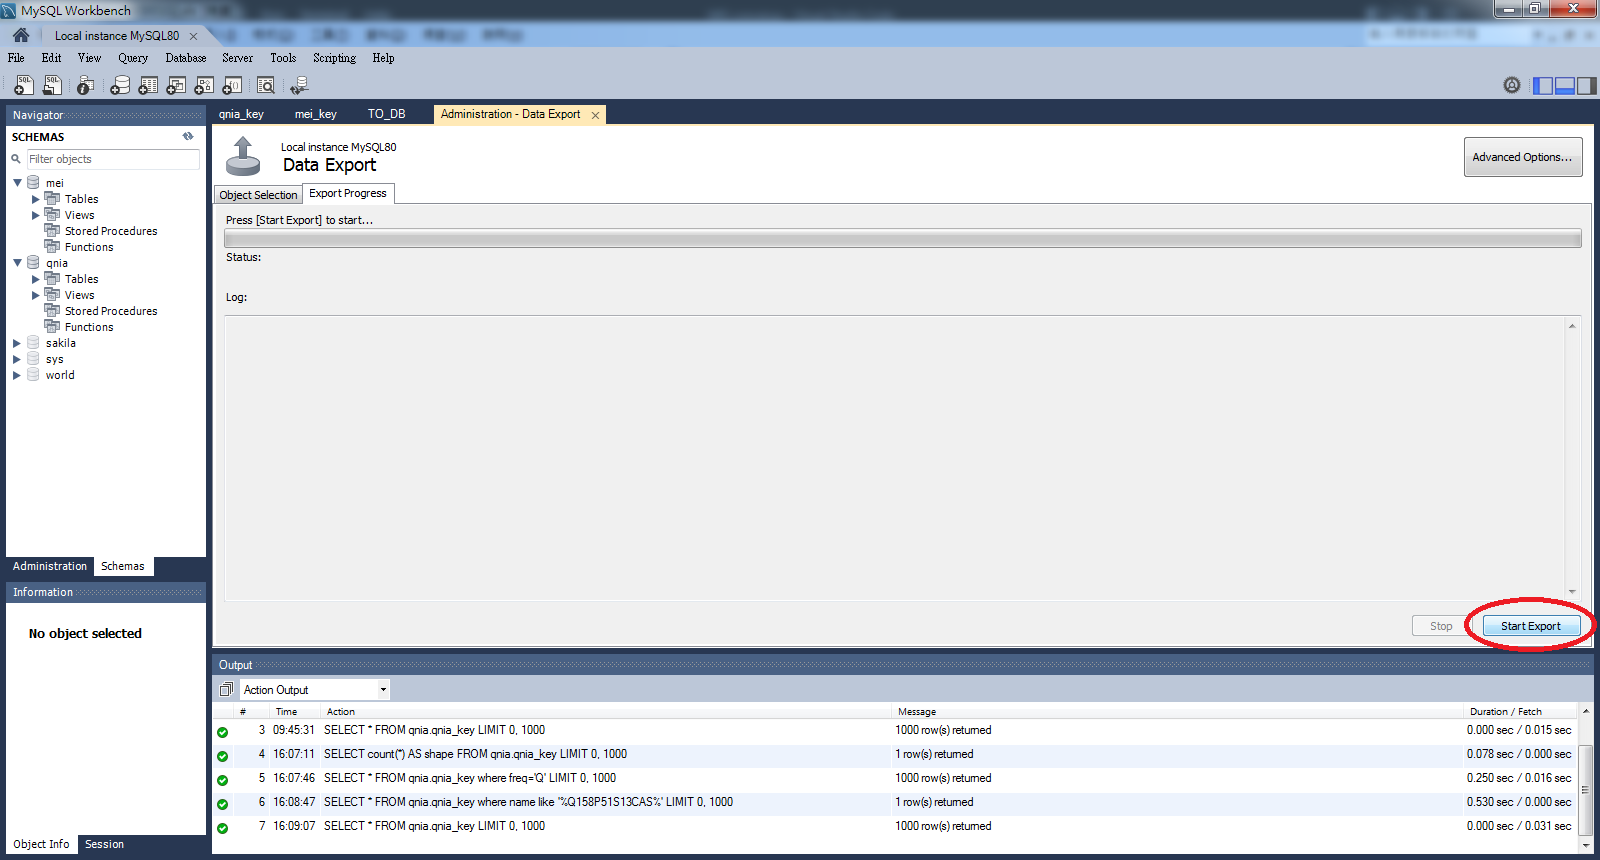 MySQL Workbench
Local instance MySQL80
File Edit View Query Database Server Tools Scripting Help
Navigator
SCHEMAS
Filter objects
mei
Tables
Views
Stored Procedures
Functions
qnia
Tables
Views
Stored Procedures
Functions
sakila
sys
world
Administration Schemas
Information
No object selected
Object Info Session
qnia_key mei_key TO_DB Administration - Data Export
Local instance MySQL80
Data Export
Advanced Options...
Object Selection Export Progress
Press [Start Export] to start...
Status:
Log:
Stop Start Export
Output
Action Output
# Time Action Message Duration / Fetch
3 09:45:31 SELECT * FROM qnia.qnia_key LIMIT 0, 1000 1000 row(s) returned 0.000 sec / 0.015 sec
4 16:07:11 SELECT count(*) AS shape FROM qnia.qnia_key LIMIT 0, 1000 1 row(s) returned 0.078 sec / 0.000 sec
5 16:07:46 SELECT * FROM qnia.qnia_key where freq='Q' LIMIT 0, 1000 1000 row(s) returned 0.250 sec / 0.016 sec
6 16:08:47 SELECT * FROM qnia.qnia_key where name like '%Q158P51S13CAS%' LIMIT 0, 1000 1 row(s) returned 0.530 sec / 0.000 sec
7 16:09:07 SELECT * FROM qnia.qnia_key LIMIT 0, 1000 1000 row(s) returned 0.000 sec / 0.031 sec